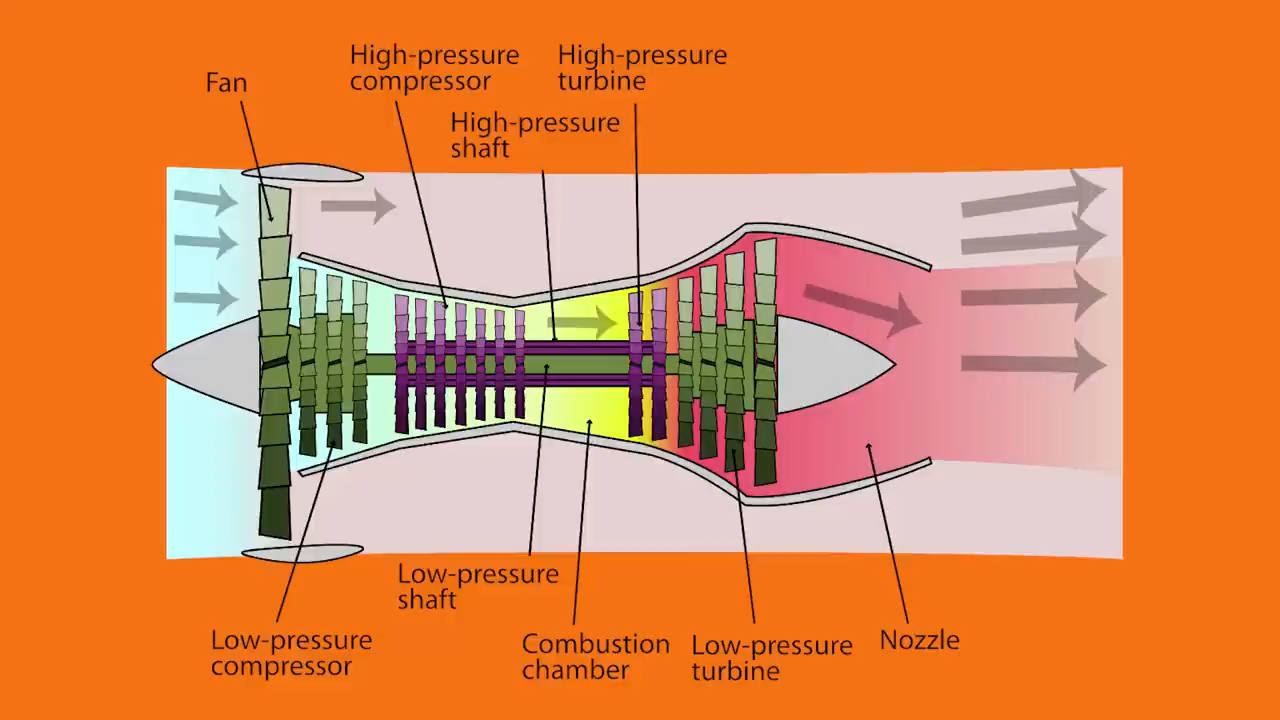 High-pressure
compressor
High-pressure
turbine
Fan
High-pressure
shaft
Low-pressure
shaft
Low-pressure
compressor
Combustion
chamber
Low-pressure
turbine
Nozzle